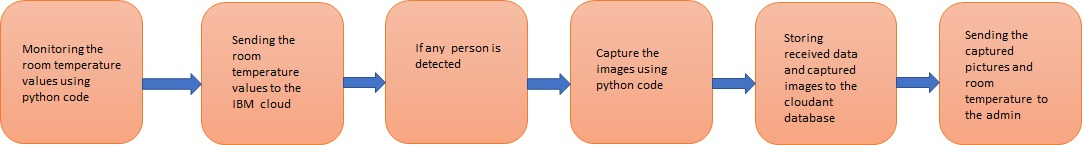 Monitoring the
room temperature
values using
python code
Sending the
room
temperature
values to the
IBM cloud
If any person is
detected
Capture the
images using
python code
Storing
received data
and captured
images to the
cloudant
database
Sending the
captured
pictures and
room
temperature to
the admin